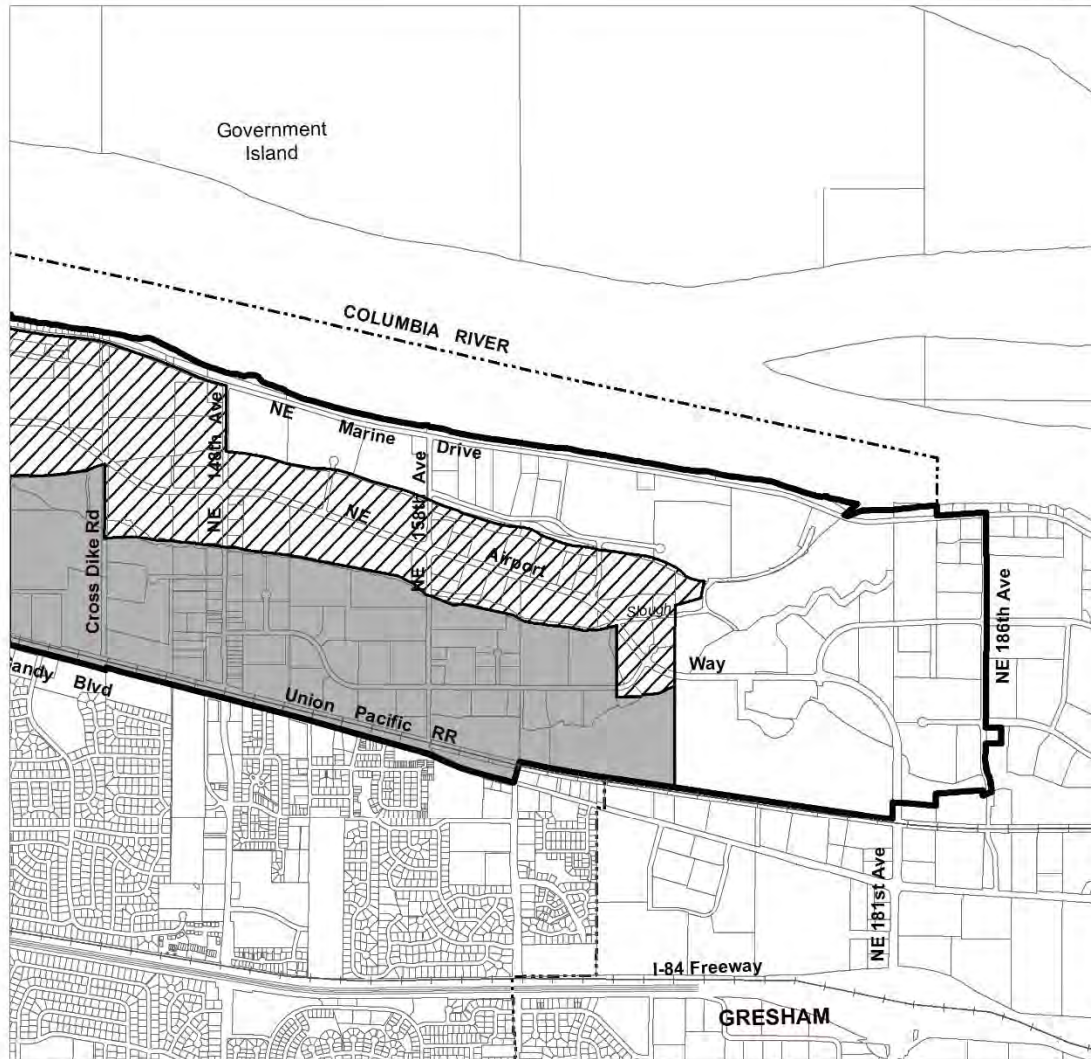 Government
Island
COLUMBIA RIVER
NE Marine Drive
NE 148th Ave
NE 158th Ave
NE Airport Way
Cross Dike Rd
Slough
NE 186th Ave
Sandy Blvd
Union Pacific RR
NE 181st Ave
I-84 Freeway
GRESHAM